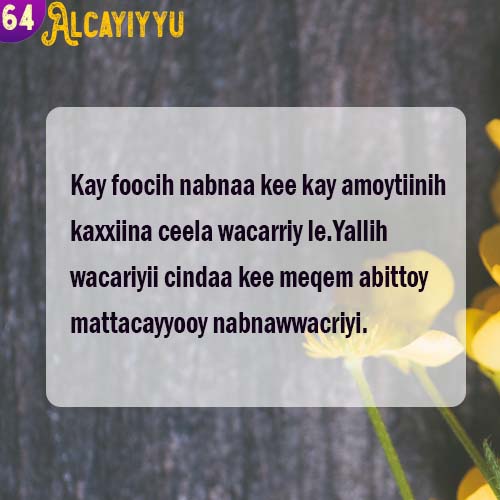 64 ALCAYIYYU
Kay foocih nabnaa kee kay amoytiinih
kaxxiina ceela wacarriy le.Yallih
wacariyii cindaa kee meqem abittoy
mattacayyooy nabnawwacriyi.